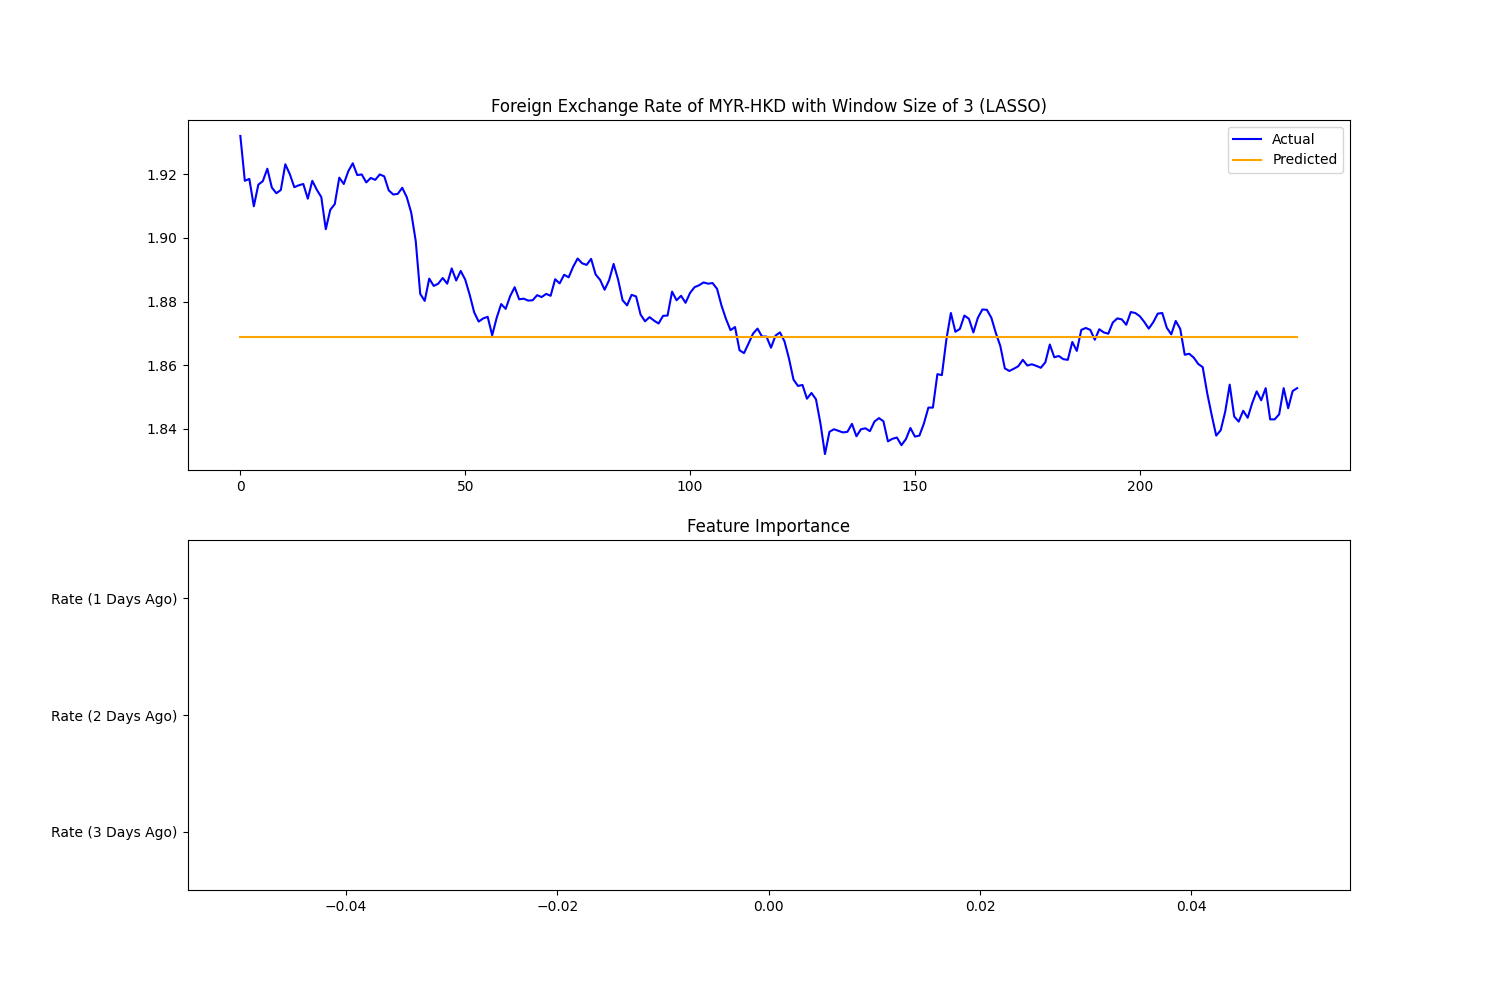 Foreign Exchange Rate of MYR-HKD with Window Size of 3 (LASSO)
Actual
Predicted
1.92
1.90
1.88
1.86
1.84
0
50
100
150
200
Feature Importance
Rate (1 Days Ago)
Rate (2 Days Ago)
Rate (3 Days Ago)
−0.04
−0.02
0.00
0.02
0.04